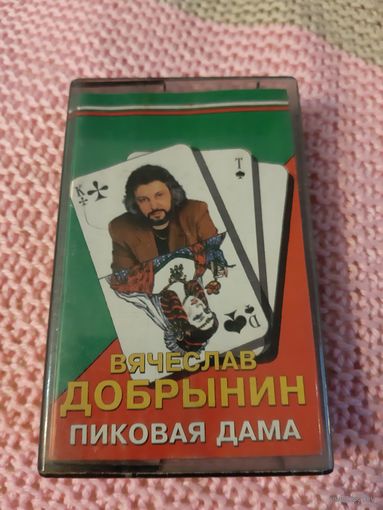 К
Т
Д
ВЯЧЕСЛАВ
ДОБРЫНИН
ПИКОВАЯ ДАМА